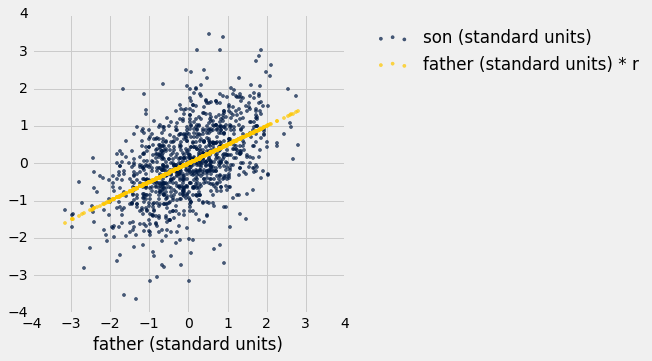 4
3
2
1
0
−1
−2
−3
−4
−4 −3 −2 −1 0 1 2 3 4
father (standard units)
son (standard units)
father (standard units) * r